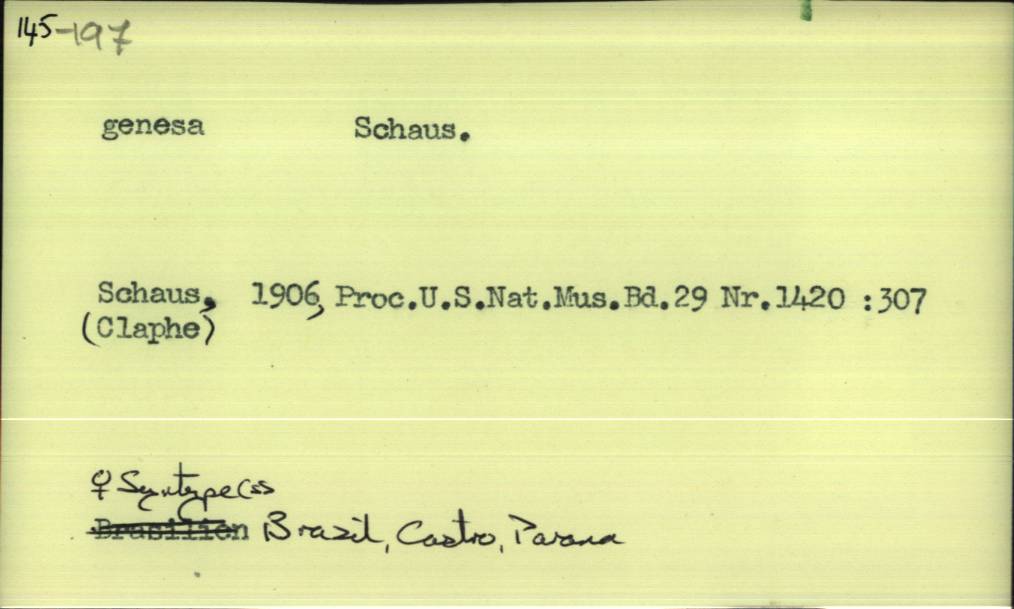 145-197
genesa Schaus.
Schaus, 1906, Proc.U.S.Nat.Mus.Bd.29 Nr.1420 :307
(Claphe)
♀ Syntype(s)
Brasilien Brazil, Castro, Parana